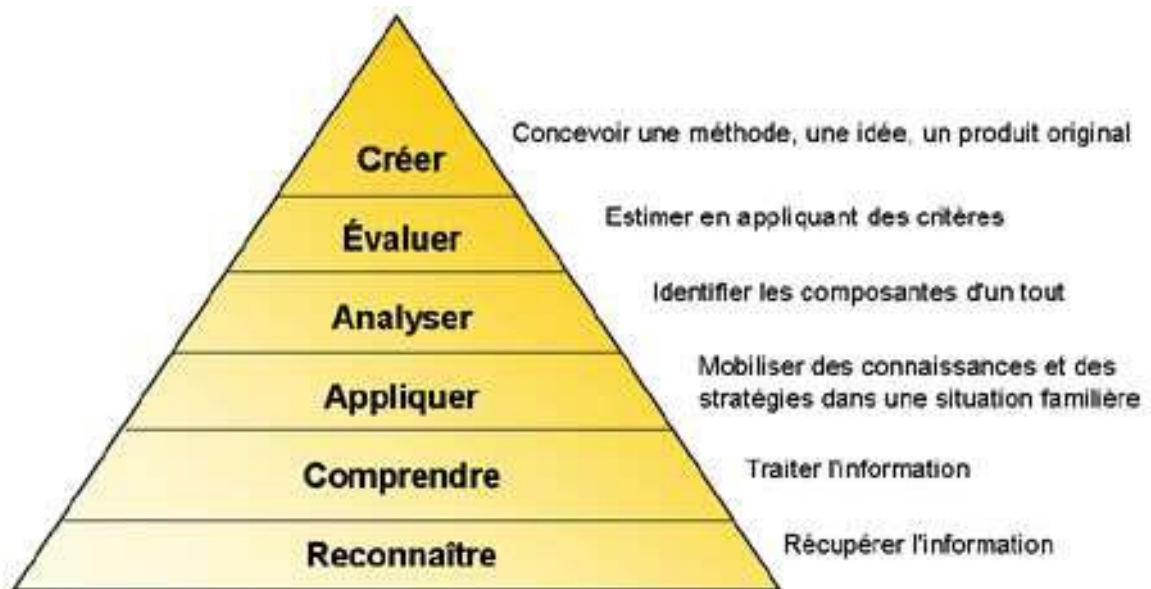 Créer
Concevoir une méthode, une idée, un produit original
Évaluer
Estimer en appliquant des critères
Analyser
Identifier les composantes d'un tout
Appliquer
Mobiliser des connaissances et des
stratégies dans une situation familière
Comprendre
Traiter l'information
Reconnaître
Récupérer l'information